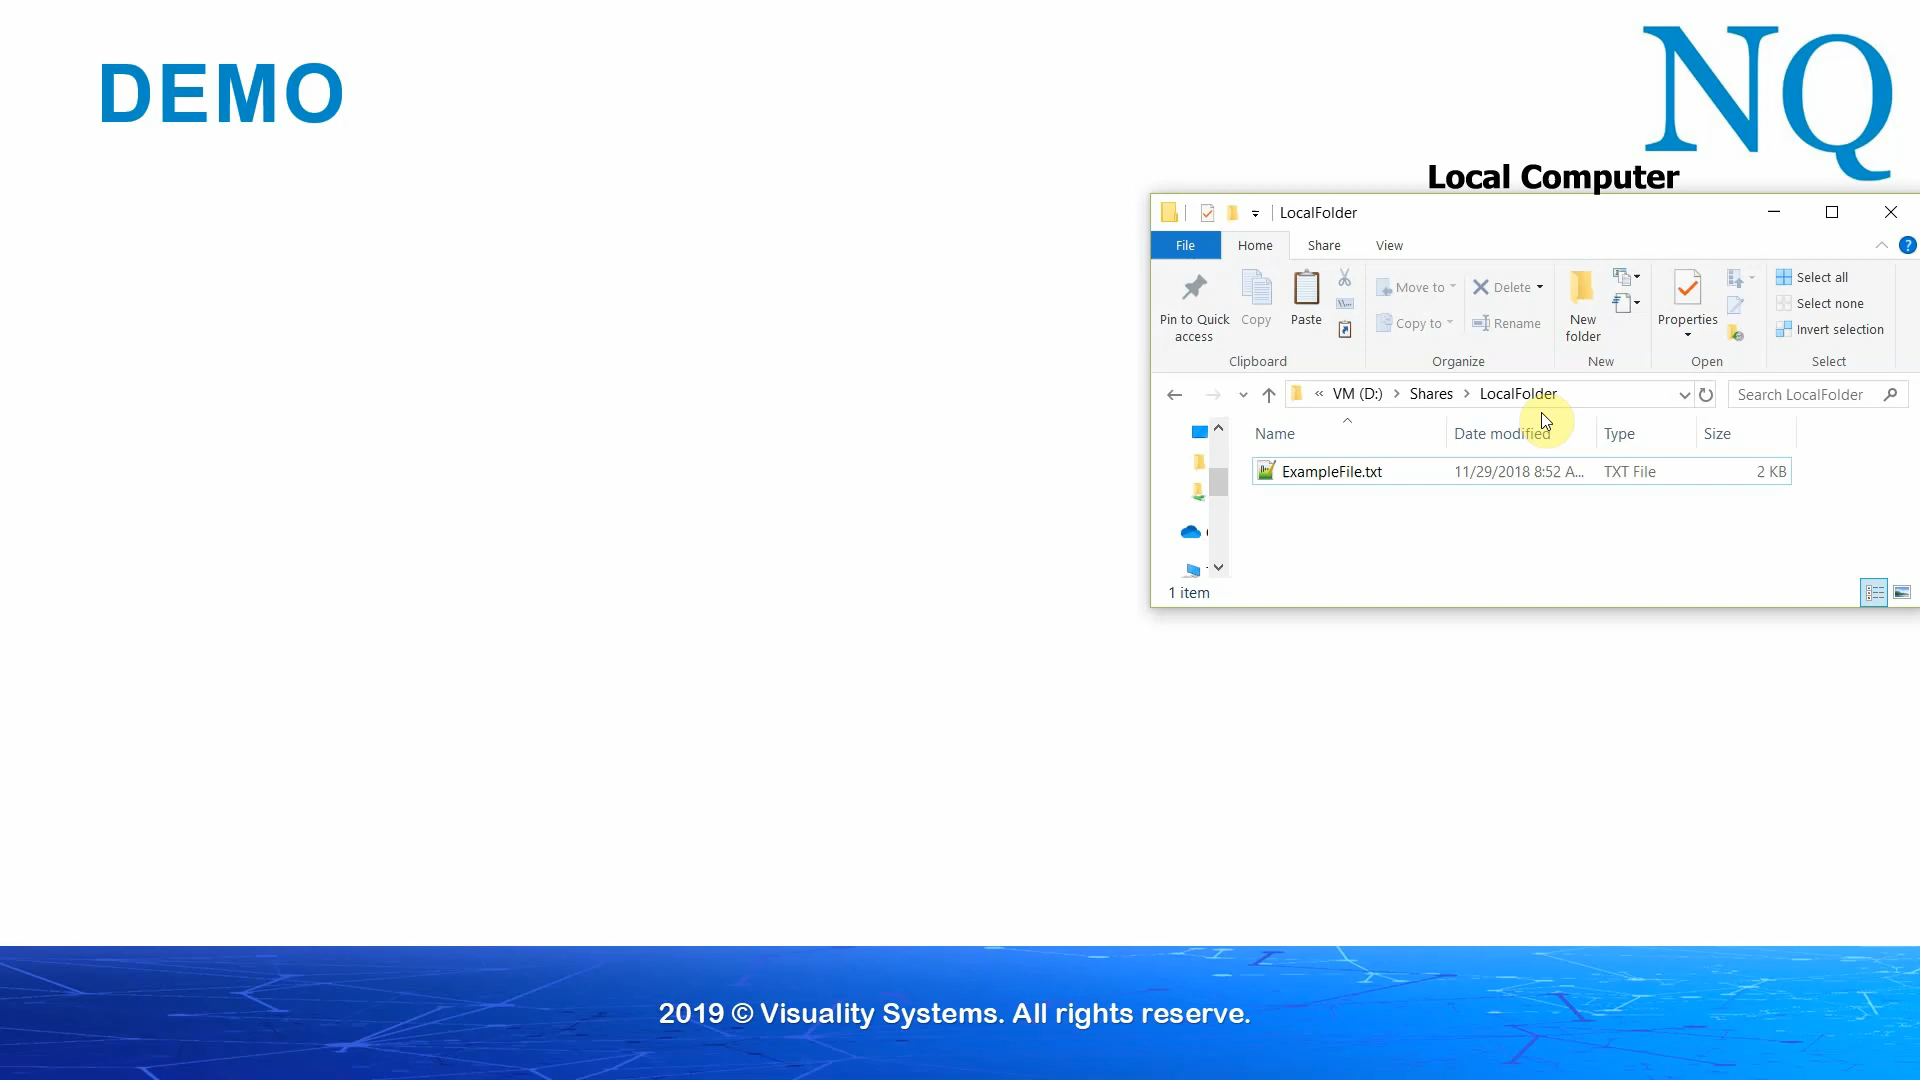 DEMO
NQ
Local Computer
LocalFolder
File Home Share View
Pin to Quick access
Copy
Paste
Move to
Copy to
Delete
Rename
New folder
Properties
Select all
Select none
Invert selection
Clipboard Organize New Open Select
« VM (D:) > Shares > LocalFolder
Search LocalFolder
Name Date modified Type Size
ExampleFile.txt 11/29/2018 8:52 A... TXT File 2 KB
1 item
2019 © Visuality Systems. All rights reserve.